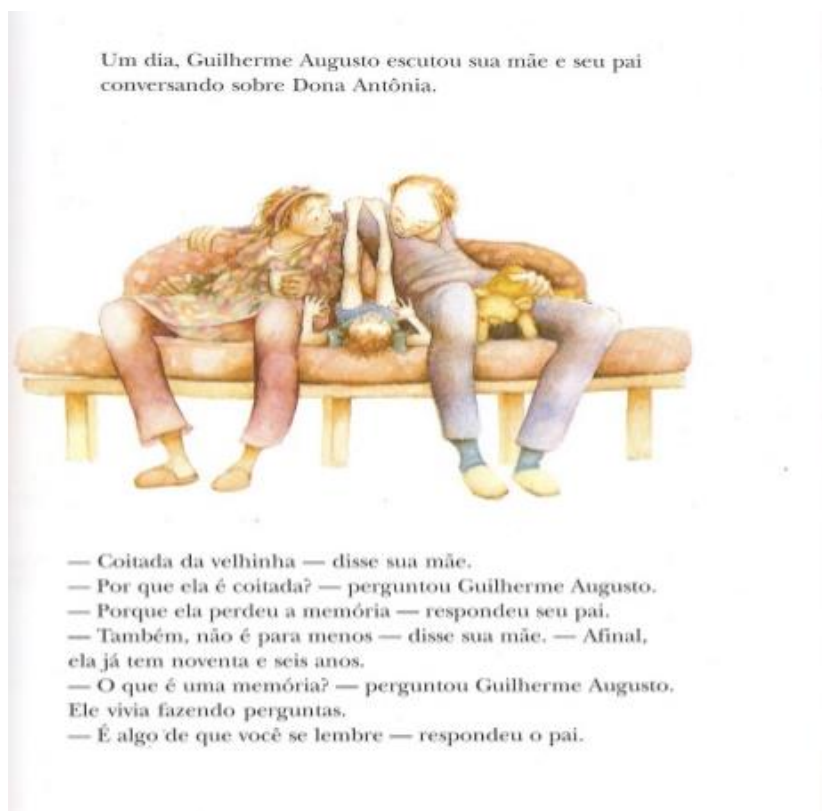 Um dia, Guilherme Augusto escutou sua mãe e seu pai
conversando sobre Dona Antônia.
— Coitada da velhinha — disse sua mãe.
— Por que ela é coitada? — perguntou Guilherme Augusto.
— Porque ela perdeu a memória — respondeu seu pai.
— Também, não é para menos — disse sua mãe. — Afinal,
ela já tem noventa e seis anos.
— O que é uma memória? — perguntou Guilherme Augusto.
Ele vivia fazendo perguntas.
— É algo de que você se lembre — respondeu o pai.